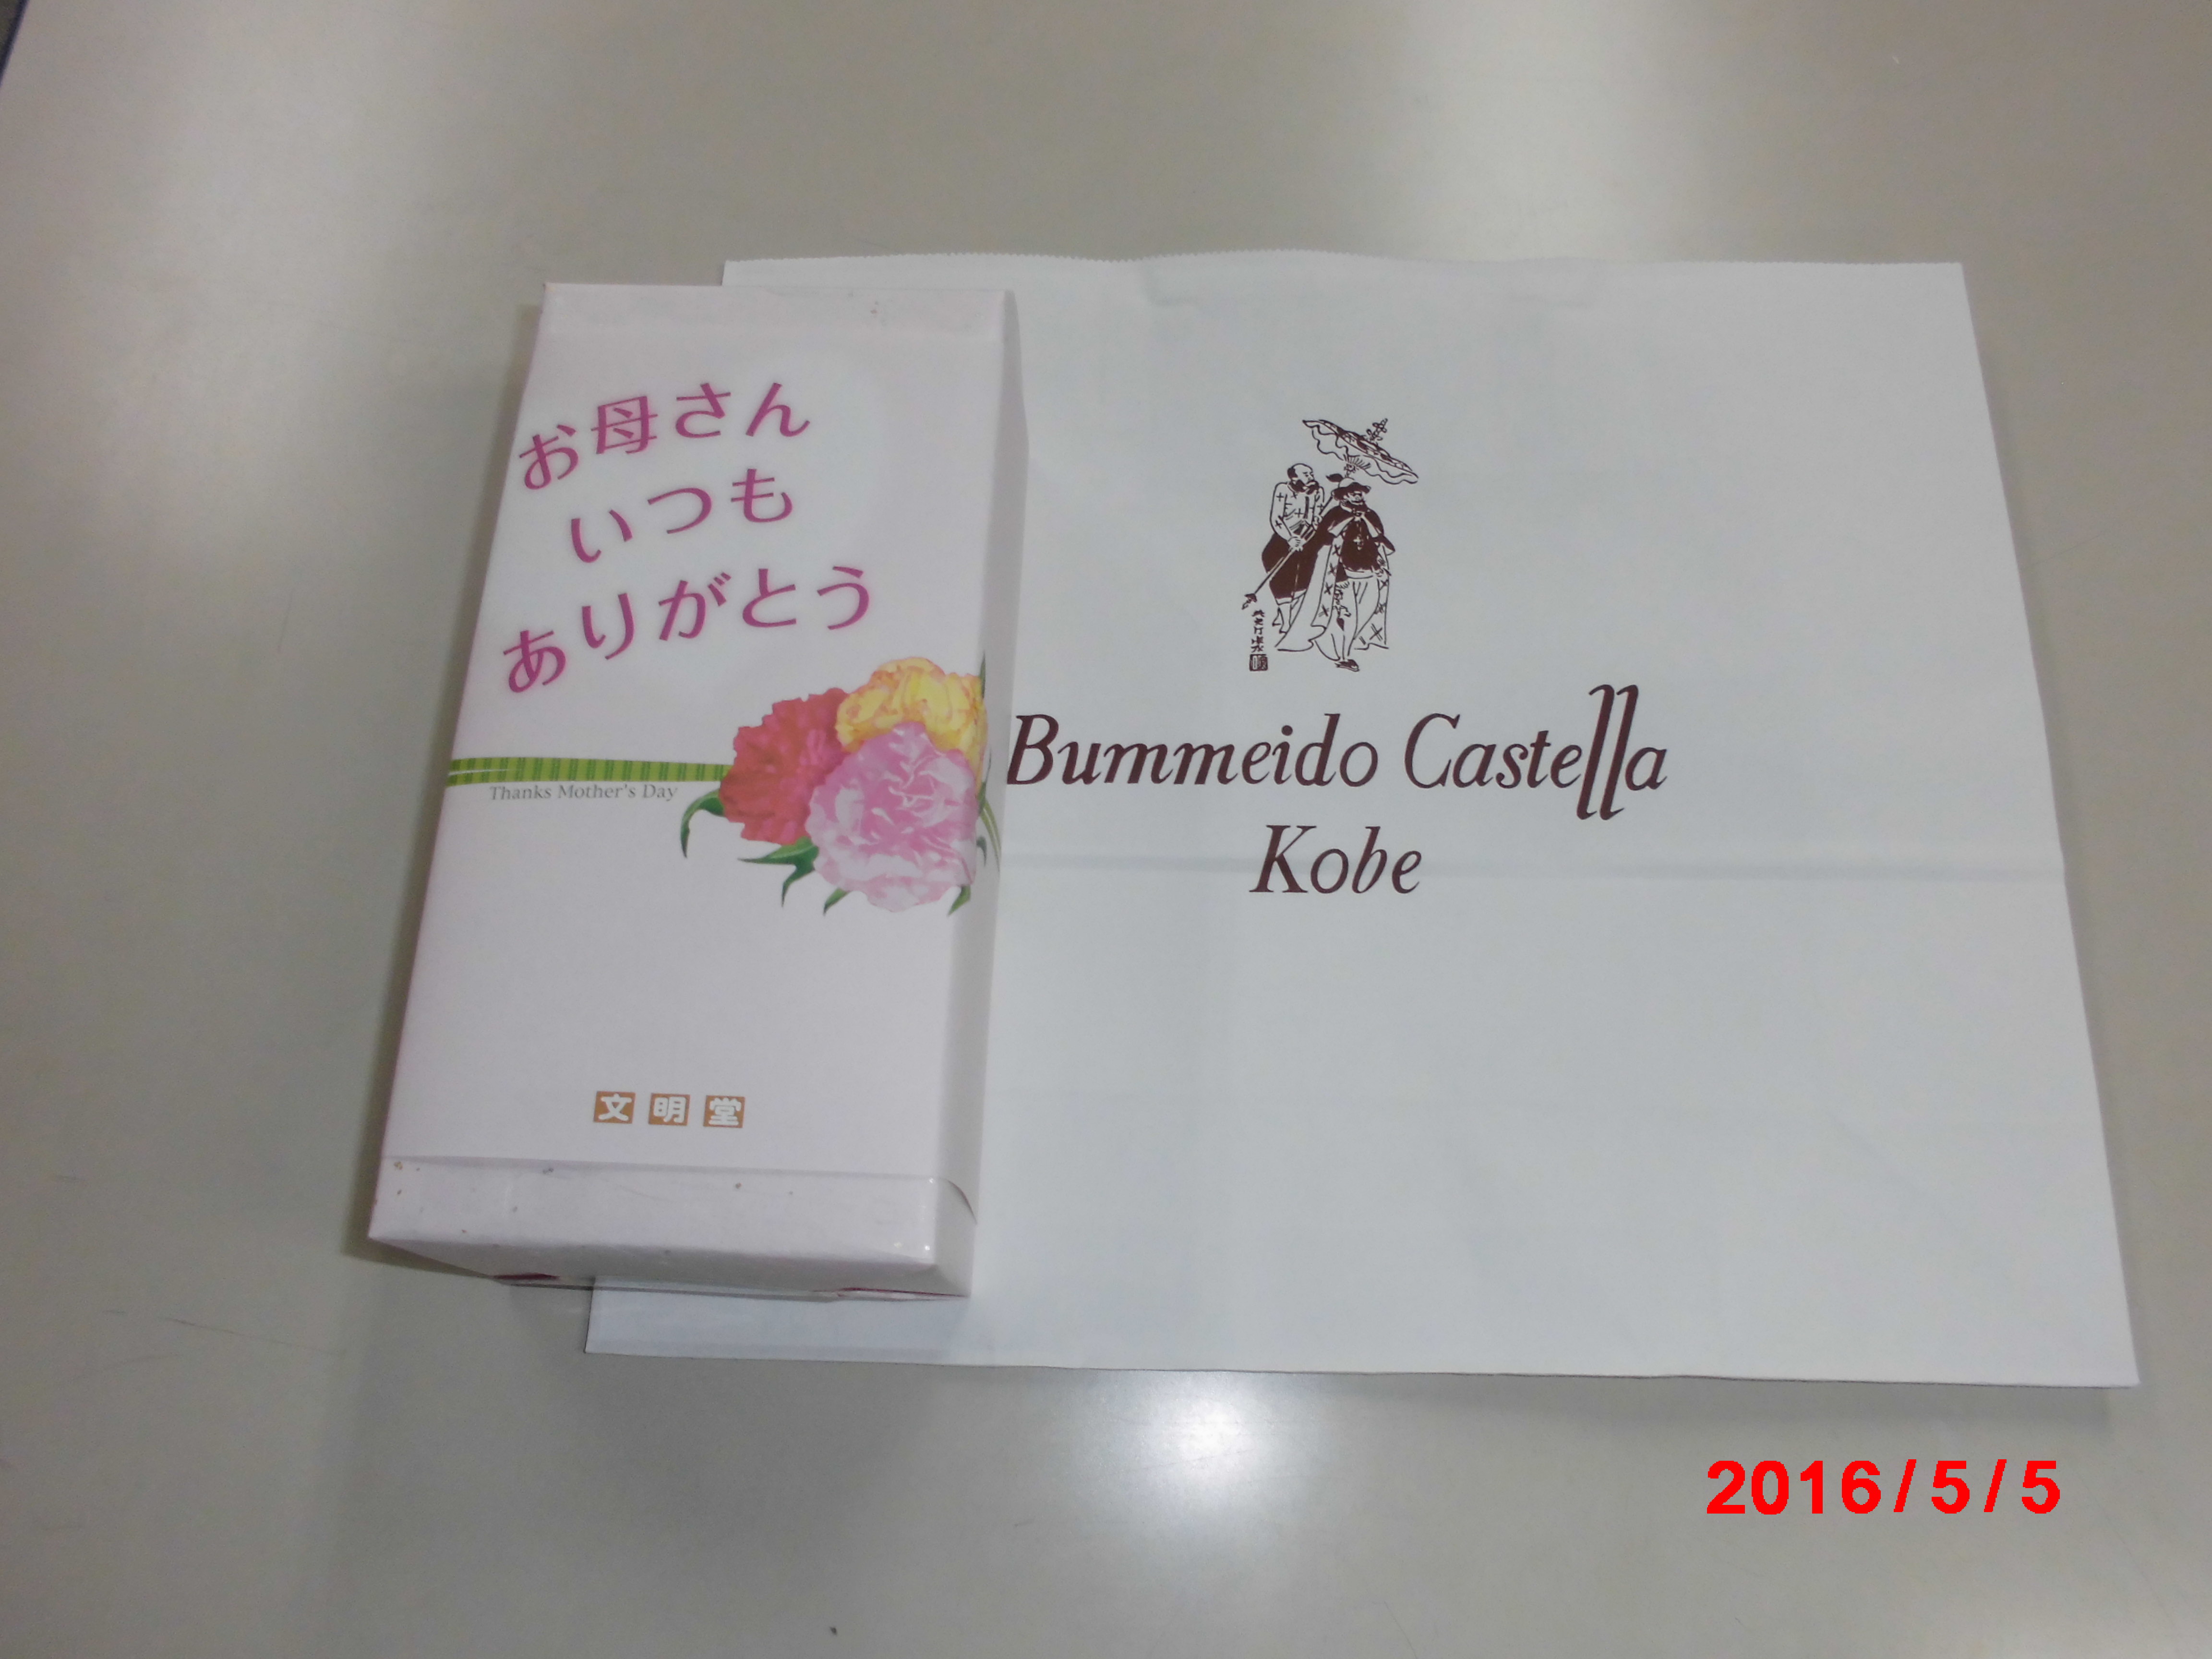 お母さん
いつも
ありがとう
Thanks Mother's Day
文明堂
Bummeido Castella
Kobe
2016/5/5